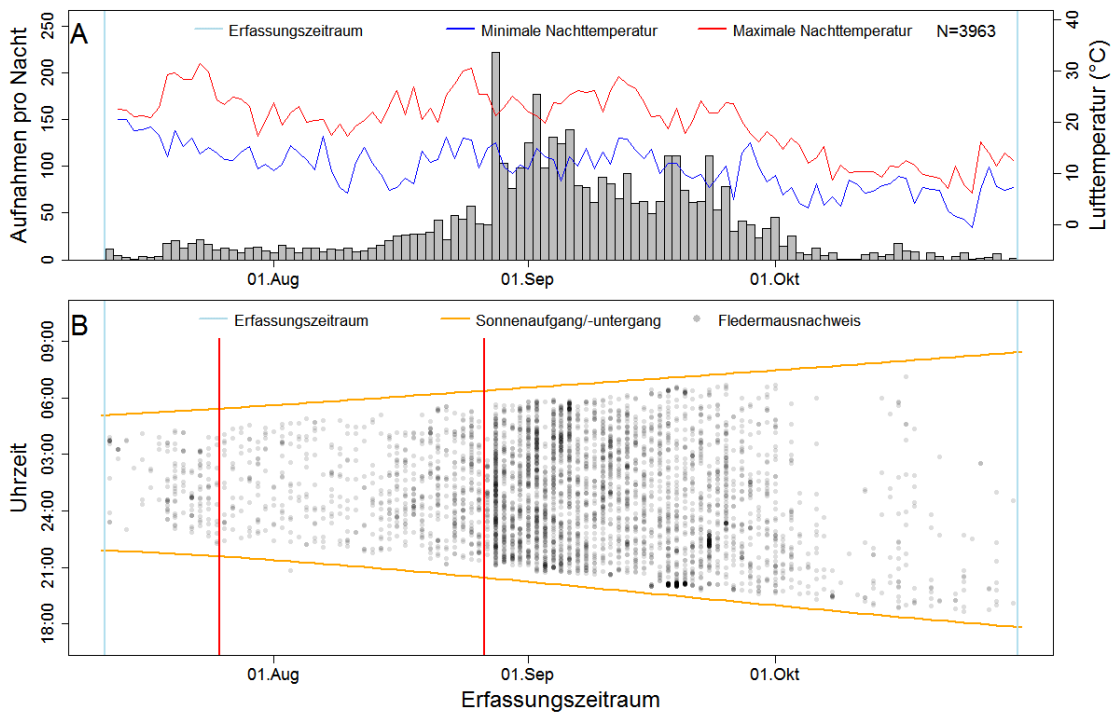 A
Erfassungszeitraum Minimale Nachttemperatur Maximale Nachttemperatur N=3963
Aufnahmen pro Nacht
250
200
150
100
50
0
40
30
20
10
0
Lufttemperatur (°C)
01.Aug 01.Sep 01.Okt
B
Erfassungszeitraum Sonnenaufgang/-untergang Fledermausnachweis
Uhrzeit
09:00
06:00
03:00
24:00
21:00
18:00
01.Aug 01.Sep 01.Okt
Erfassungszeitraum